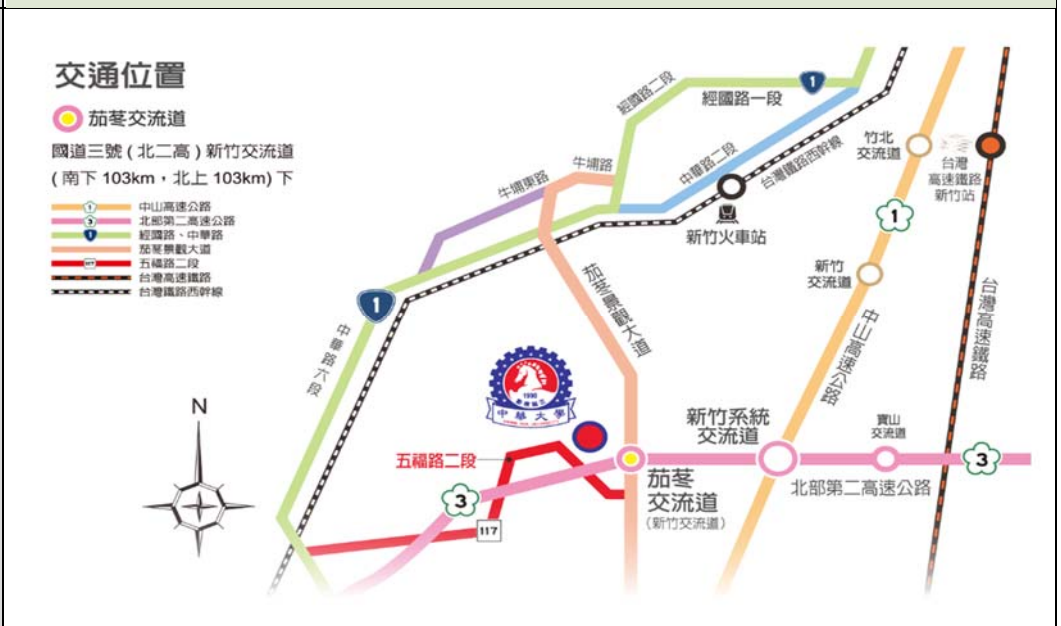 交通位置
茄苳交流道
國道三號 ( 北二高 ) 新竹交流道
( 南下 103km，北上 103km) 下
1 中山高速公路
3 北部第二高速公路
1 經國路、中華路
茄苳景觀大道
117 五福路二段
台灣高速鐵路
台灣鐵路西幹線
經國路二段
1
經國路一段
牛埔路
牛埔東路
中華路二段
台灣鐵路西幹線
新竹火車站
竹北
交流道
台灣
高速鐵路
新竹站
1
新竹
交流道
茄苳景觀大道
中山高速公路
台灣高速鐵路
1
中華路六段
1990
中華大學
N
五福路二段
3
117
茄苳
交流道
(新竹交流道)
新竹系統
交流道
寶山
交流道
3
北部第二高速公路